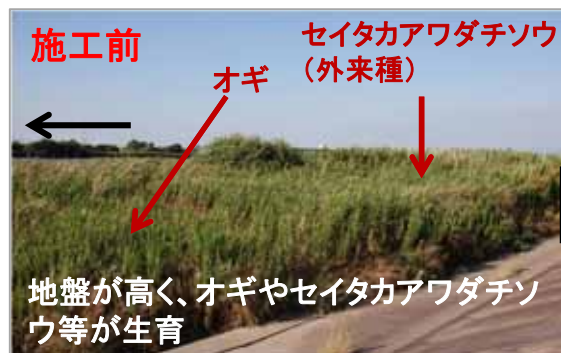 施工前
オギ
セイタカアワダチソウ
（外来種）
地盤が高く、オギやセイタカアワダチソ
ウ等が生育